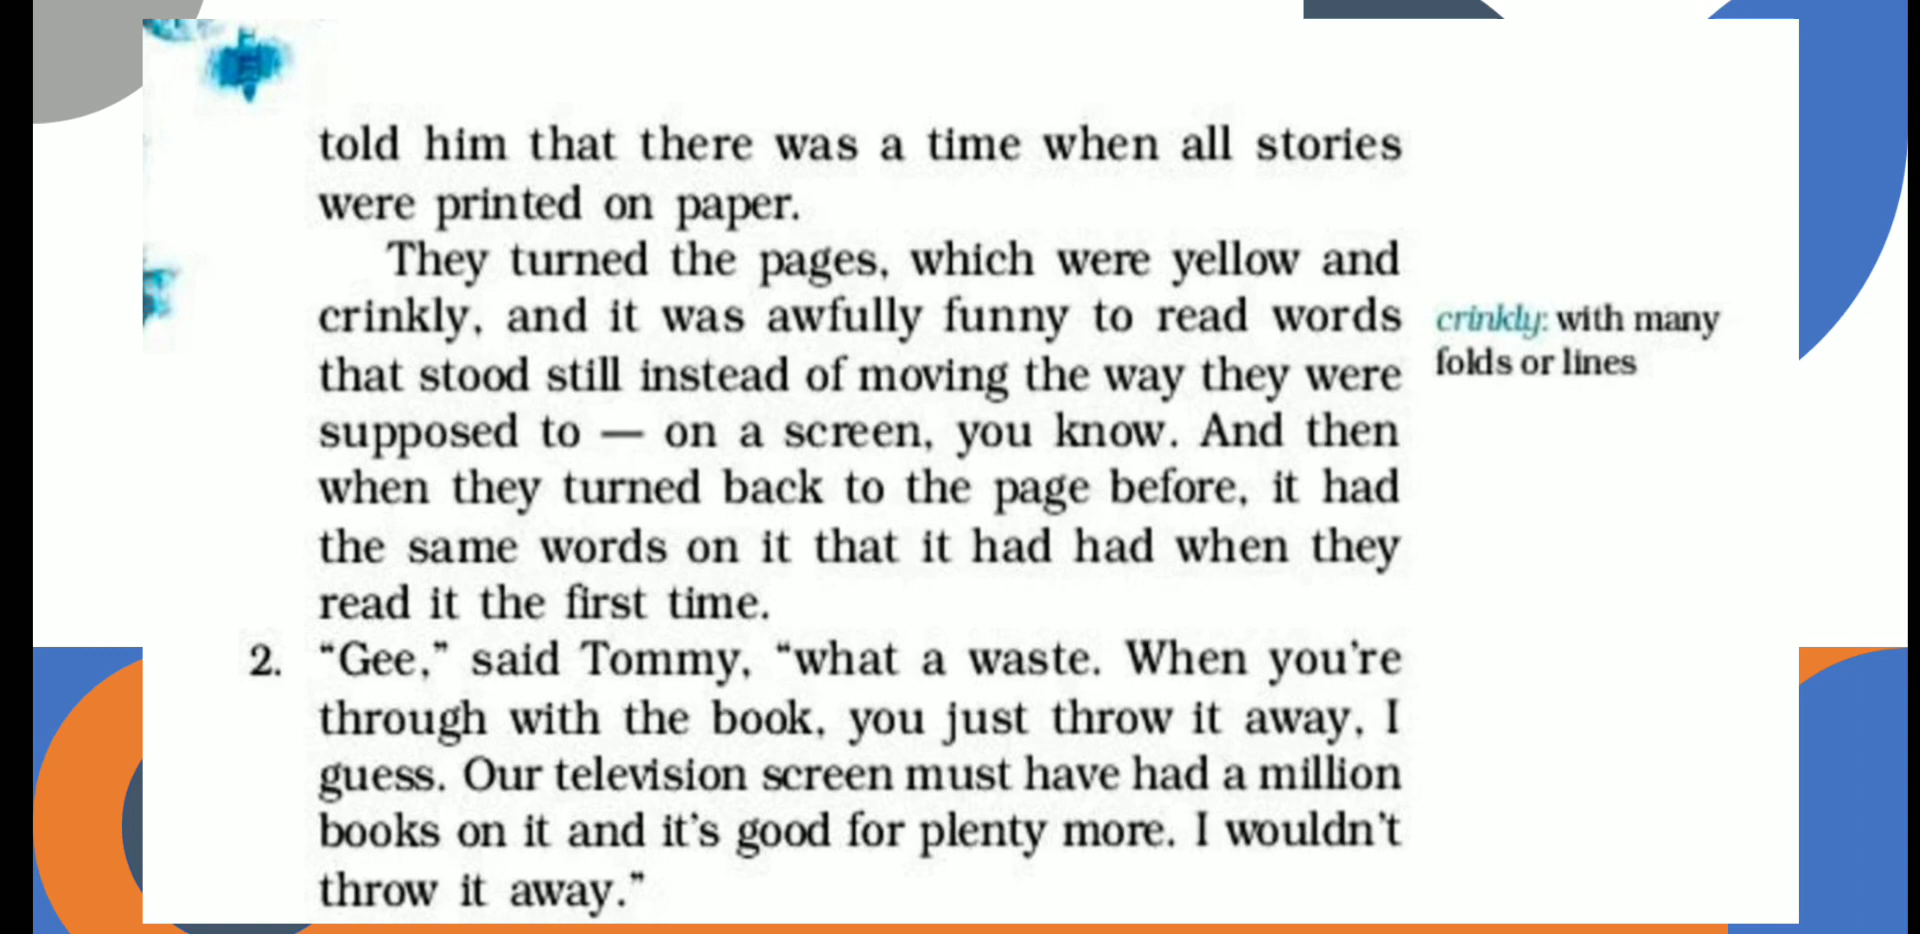 told him that there was a time when all stories
were printed on paper.
They turned the pages, which were yellow and
crinkly, and it was awfully funny to read words
crinkly: with many
folds or lines
that stood still instead of moving the way they were
supposed to — on a screen, you know. And then
when they turned back to the page before, it had
the same words on it that it had had when they
read it the first time.
2. “Gee,” said Tommy, “what a waste. When you’re
through with the book, you just throw it away, I
guess. Our television screen must have had a million
books on it and it’s good for plenty more. I wouldn’t
throw it away.”